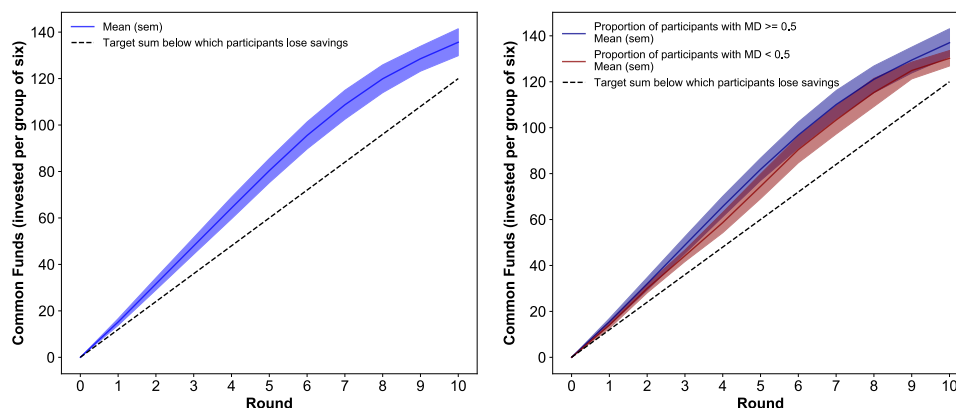 Mean (sem)
Target sum below which participants lose savings
Common Funds (invested per group of six)
140
120
100
80
60
40
20
0
0 1 2 3 4 5 6 7 8 9 10
Round
Proportion of participants with MD >= 0.5
Mean (sem)
Proportion of participants with MD < 0.5
Mean (sem)
Target sum below which participants lose savings
Common Funds (invested per group of six)
140
120
100
80
60
40
20
0
0 1 2 3 4 5 6 7 8 9 10
Round